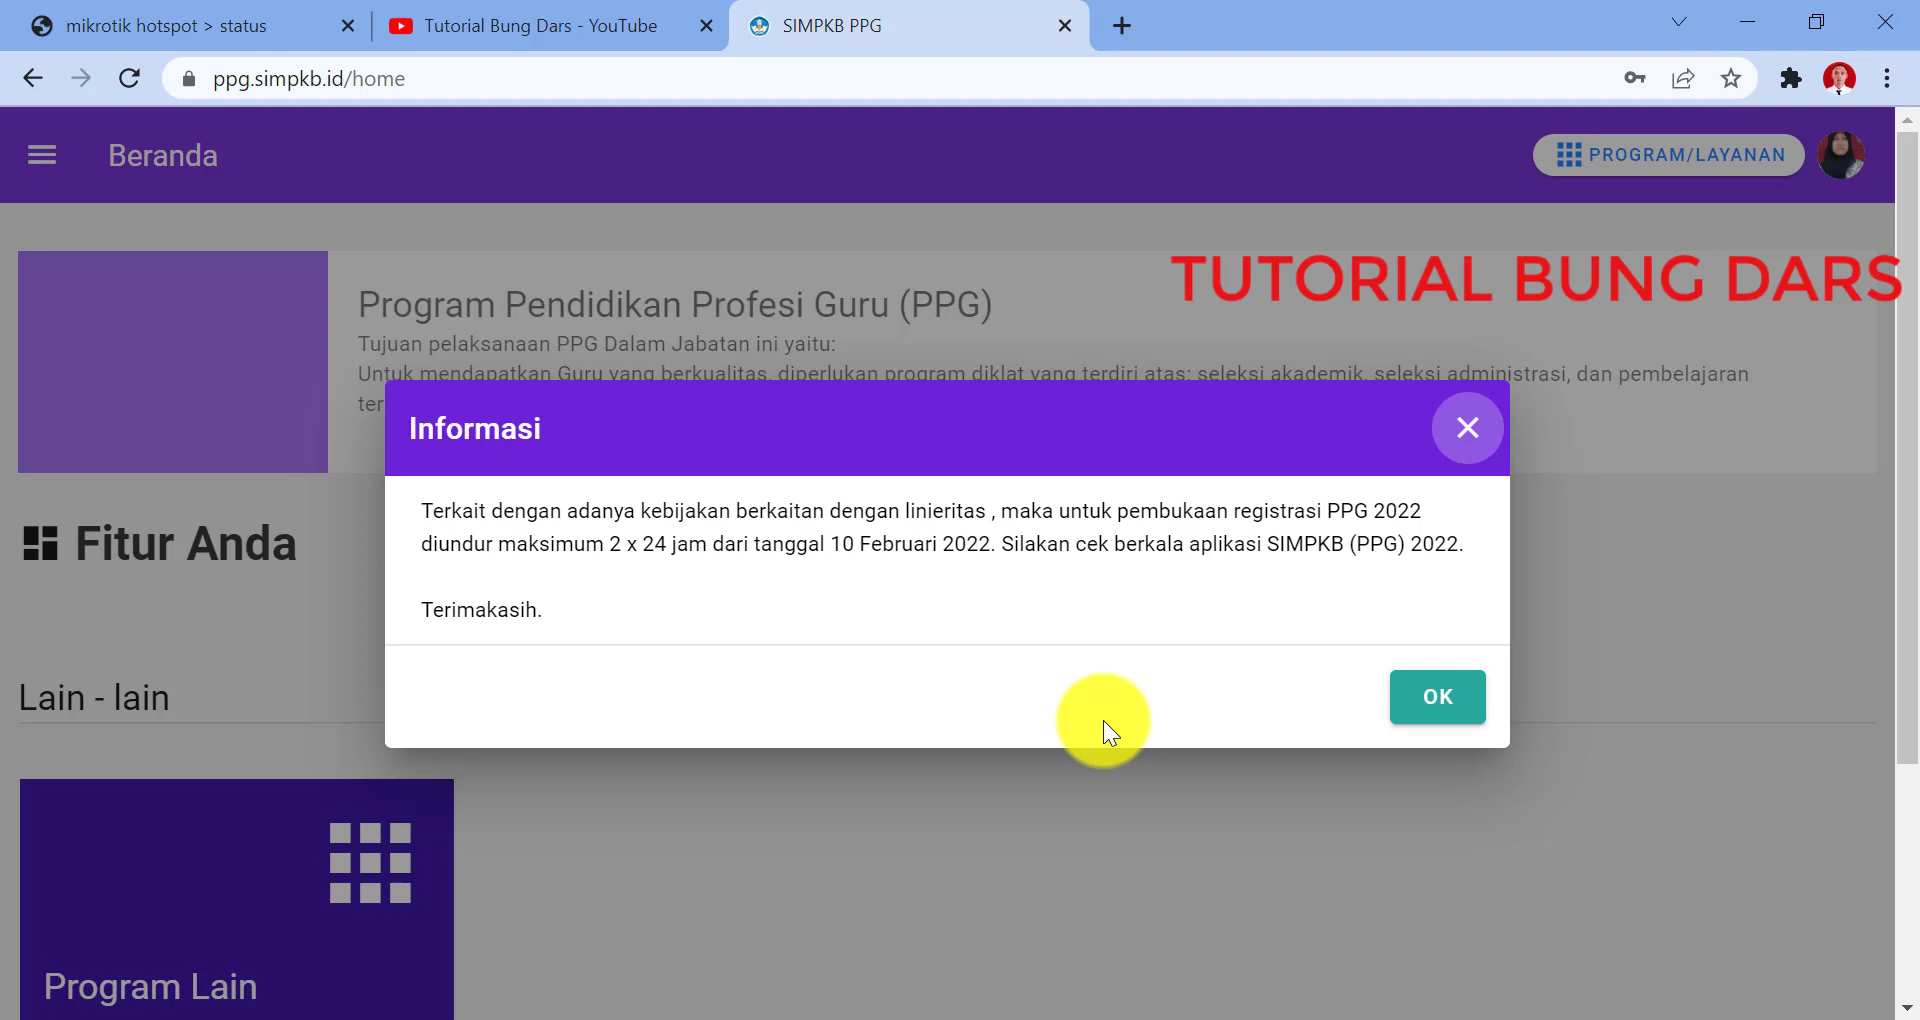 mikrotik hotspot > status
Tutorial Bung Dars - YouTube
SIMPKB PPG
ppg.simpkb.id/home
Beranda
PROGRAM/LAYANAN
TUTORIAL BUNG DARS
Program Pendidikan Profesi Guru (PPG)
Tujuan pelaksanaan PPG Dalam Jabatan ini yaitu:
Untuk mendapatkan Guru yang berkualitas, diperlukan program diklat yang terdiri atas: seleksi akademik, seleksi administrasi, dan pembelajaran
ter
Informasi
Terkait dengan adanya kebijakan berkaitan dengan linieritas , maka untuk pembukaan registrasi PPG 2022
diundur maksimum 2 x 24 jam dari tanggal 10 Februari 2022. Silakan cek berkala aplikasi SIMPKB (PPG) 2022.
Terimakasih.
OK
Fitur Anda
Lain - lain
Program Lain